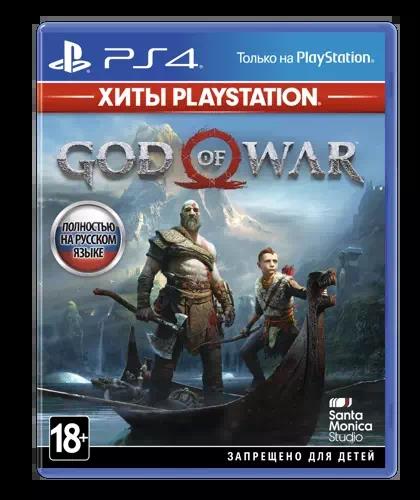 PS4
Только на PlayStation®
ХИТЫ PLAYSTATION®
GOD OF WAR
ПОЛНОСТЬЮ
НА РУССКОМ
ЯЗЫКЕ
18+
Santa
Monica
Studio
ЗАПРЕЩЕНО ДЛЯ ДЕТЕЙ